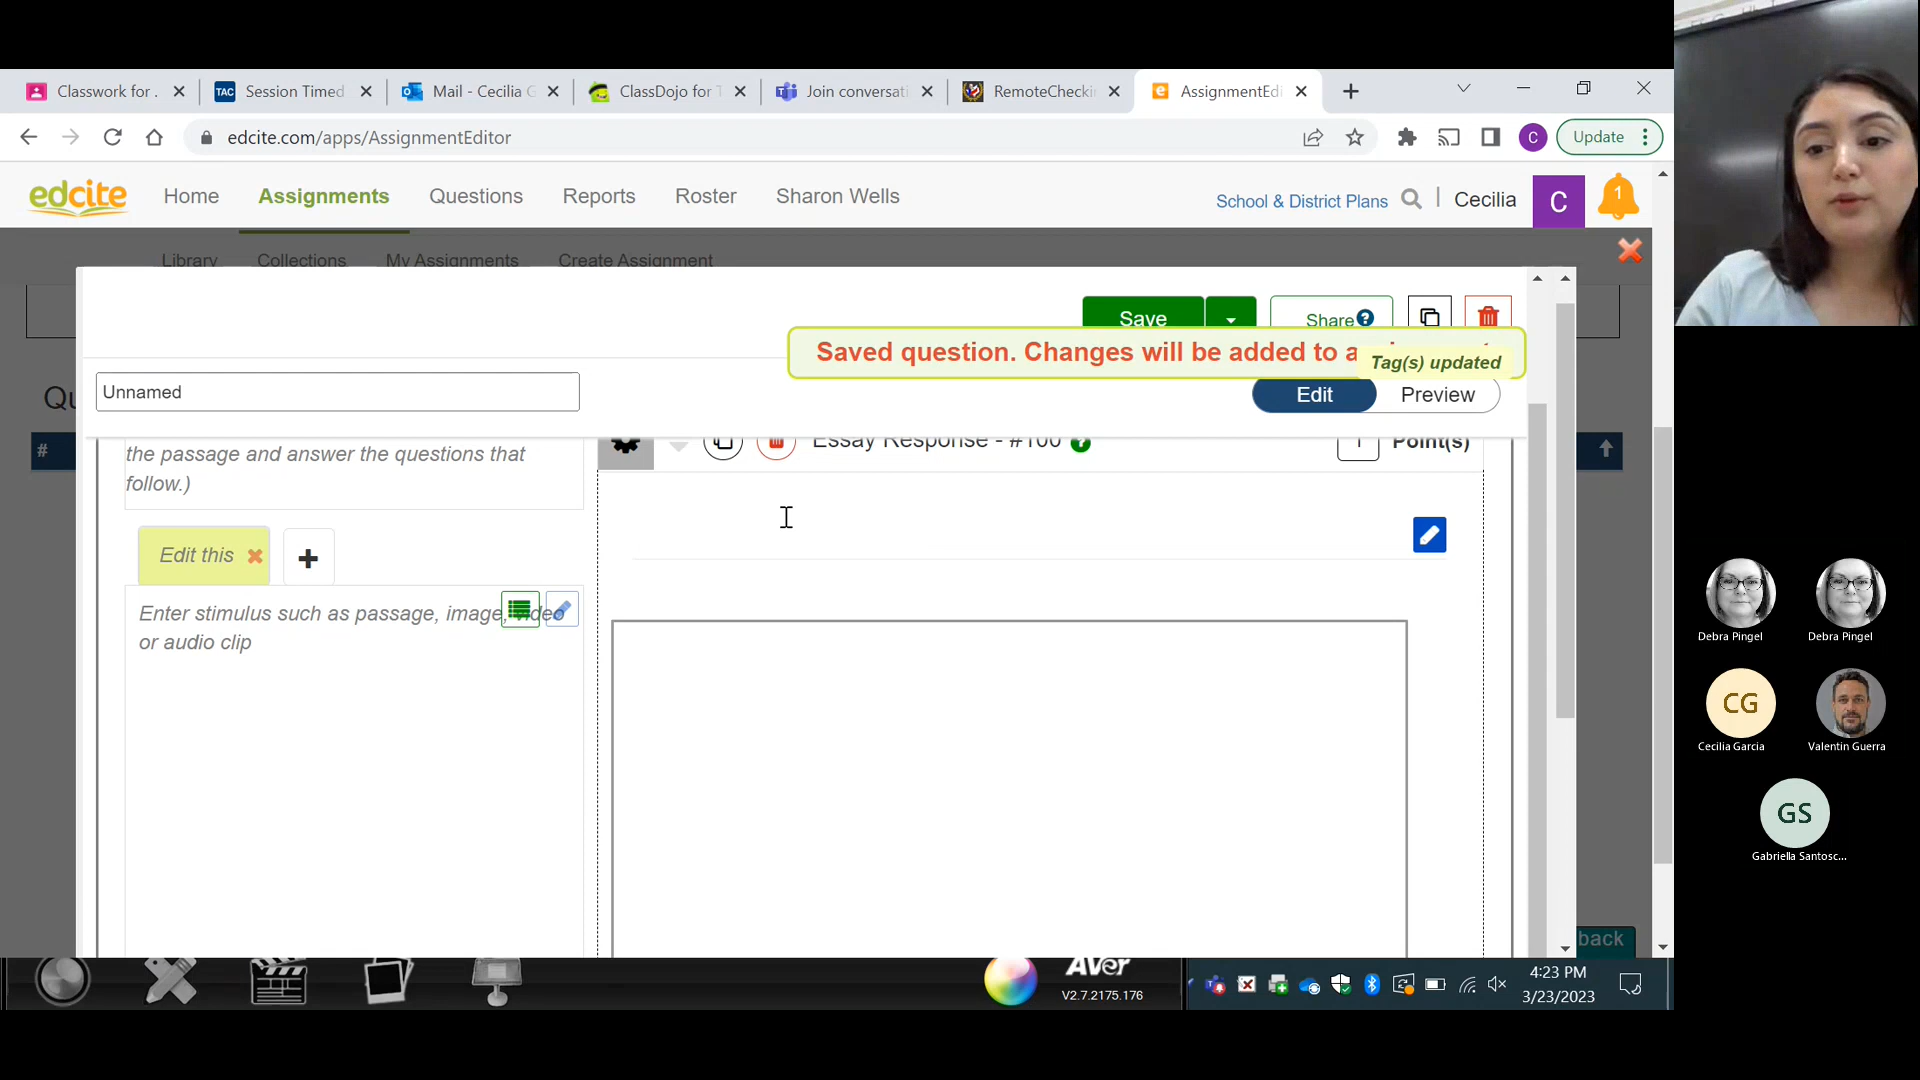 Classwork for .
Session Timed
Mail - Cecilia G
ClassDojo for T
Join conversati
RemoteCheckin
AssignmentEdi
edcite.com/apps/AssignmentEditor
C
Update
edcite
Home
Assignments
Questions
Reports
Roster
Sharon Wells
School & District Plans
Cecilia
C
1
Library
Collections
My Assignments
Create Assignment
Save
Share
Saved question. Changes will be added to a
Tag(s) updated
Unnamed
Edit
Preview
Qu
#
the passage and answer the questions that
follow.)
Essay Response - #100
1
Point(s)
Edit this
Enter stimulus such as passage, image, video
or audio clip
back
AVer
V2.7.2175.176
4:23 PM
3/23/2023
Debra Pingel
Debra Pingel
CG
Cecilia Garcia
Valentin Guerra
GS
Gabriella Santosc...